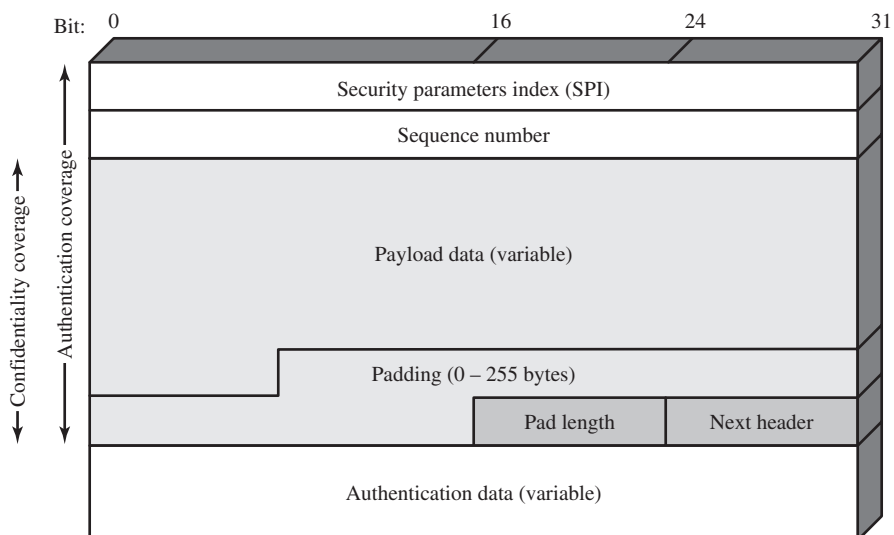 Bit: 0 16 24 31
Security parameters index (SPI)
Sequence number
Confidentiality coverage
Authentication coverage
Payload data (variable)
Padding (0 – 255 bytes)
Pad length Next header
Authentication data (variable)